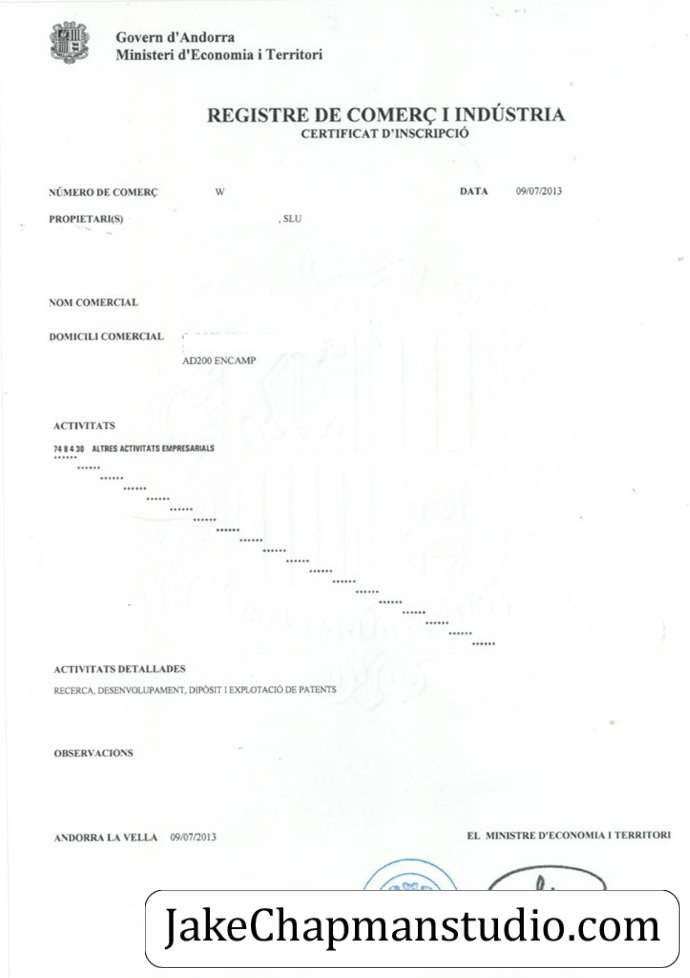 Govern d'Andorra
Ministeri d'Economia i Territori
REGISTRE DE COMERÇ I INDÚSTRIA
CERTIFICAT D'INSCRIPCIÓ
NÚMERO DE COMERÇ W DATA 09/07/2013
PROPIETARI(S) , SLU
NOM COMERCIAL
DOMICILI COMERCIAL
AD200 ENCAMP
ACTIVITATS
74 8 4 30 ALTRES ACTIVITATS EMPRESARIALS
ACTIVITATS DETALLADES
RECERCA, DESENVOLUPAMENT, DIPÒSIT I EXPLOTACIÓ DE PATENTS
OBSERVACIONS
ANDORRA LA VELLA 09/07/2013 EL MINISTRE D'ECONOMIA I TERRITORI
JakeChapmanstudio.com